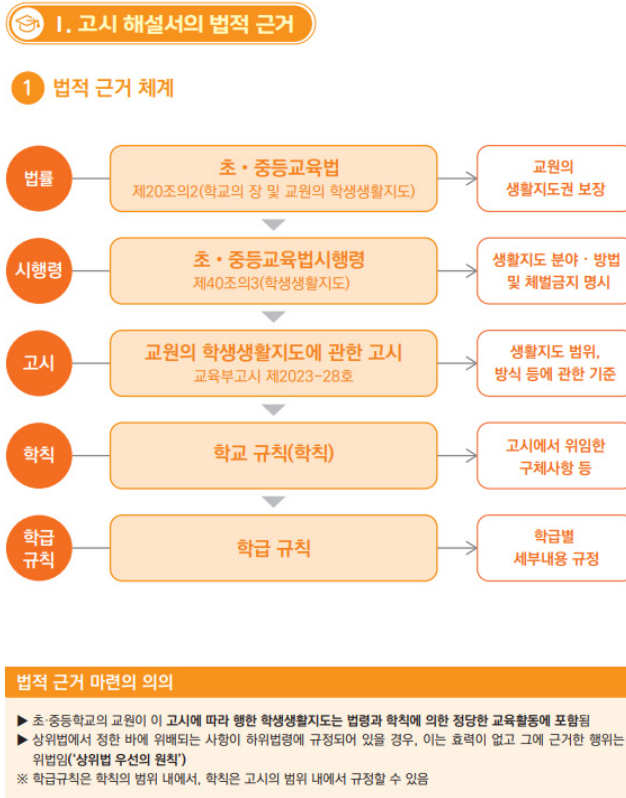 Ⅰ. 고시 해설서의 법적 근거
1 법적 근거 체계
법률
초・중등교육법
제20조의2(학교의 장 및 교원의 학생생활지도)
교원의
생활지도권 보장
시행령
초・중등교육법시행령
제40조의3(학생생활지도)
생활지도 분야・방법
및 체벌금지 명시
고시
교원의 학생생활지도에 관한 고시
교육부고시 제2023-28호
생활지도 범위,
방식 등에 관한 기준
학칙
학교 규칙(학칙)
고시에서 위임한
구체사항 등
학급
규칙
학급 규칙
학급별
세부내용 규정
법적 근거 마련의 의의
▶ 초·중등학교의 교원이 이 고시에 따라 행한 학생생활지도는 법령과 학칙에 의한 정당한 교육활동에 포함됨
▶ 상위법에서 정한 바에 위배되는 사항이 하위법령에 규정되어 있을 경우, 이는 효력이 없고 그에 근거한 행위는
위법임('상위법 우선의 원칙')
※ 학급규칙은 학칙의 범위 내에서, 학칙은 고시의 범위 내에서 규정할 수 있음